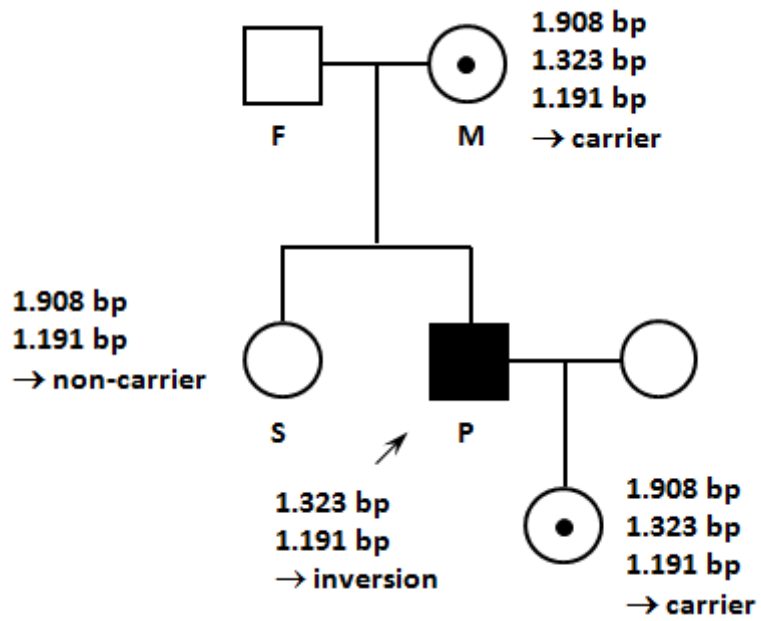 1.908 bp
1.323 bp
1.191 bp
→ carrier
F
M
1.908 bp
1.191 bp
→ non-carrier
S
P
1.323 bp
1.191 bp
→ inversion
1.908 bp
1.323 bp
1.191 bp
→ carrier